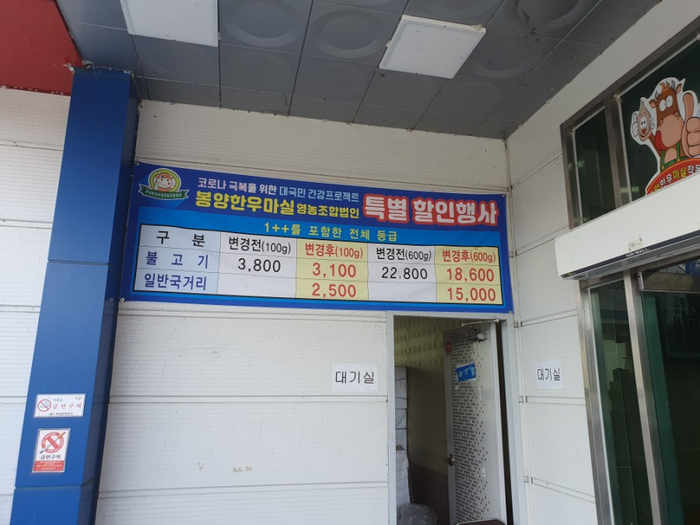 코로나 극복을 위한 대국민 건강프로젝트
봉양한우마실 영농조합법인 특별 할인행사
1++를 포함한 전체 등급
구 분 변경전(100g) 변경후(100g) 변경전(600g) 변경후(600g)
불고기 3,800 3,100 22.800 18,600
일반국거리 2,500 15,000
대기실
대기실
금연구역
금연구역